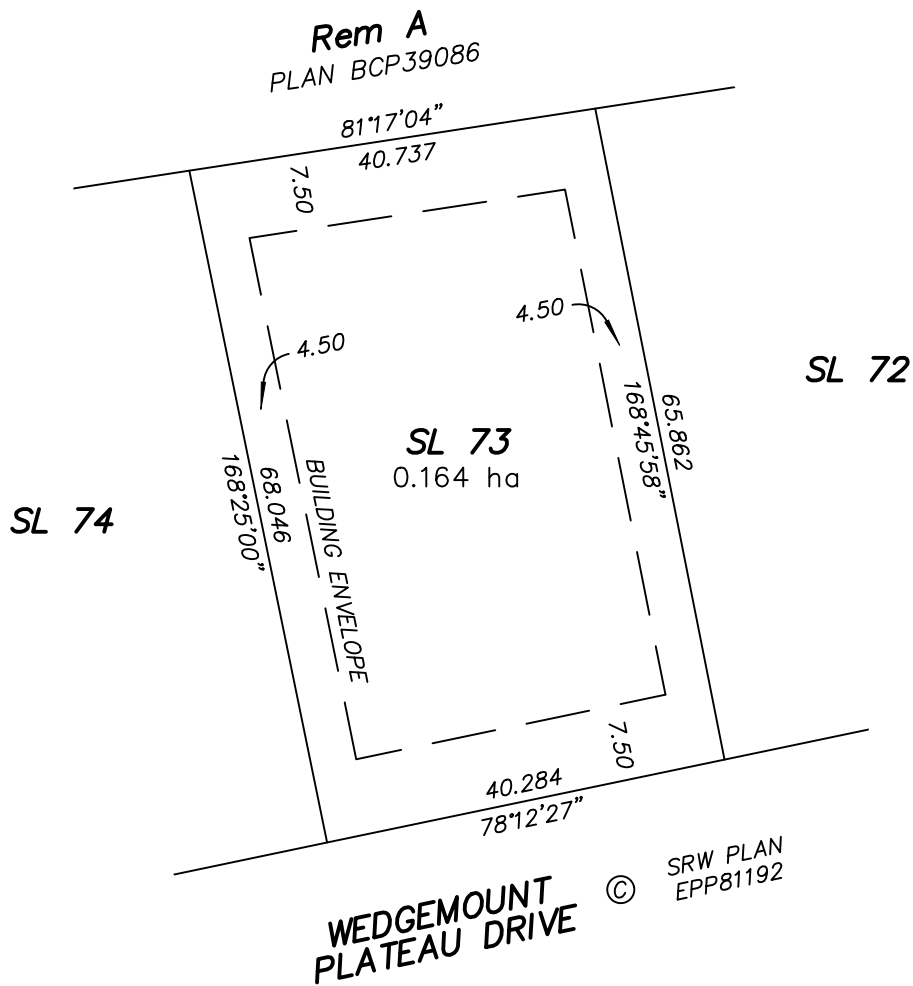 Rem A
PLAN BCP39086
81°17'04"
40.737
7.50
4.50
4.50
SL 72
65.862
168°45'58"
SL 73
0.164 ha
SL 74
68.046
168°25'00"
BUILDING ENVELOPE
7.50
40.284
78°12'27"
SRW PLAN
EPP81192
©
WEDGEMOUNT
PLATEAU DRIVE